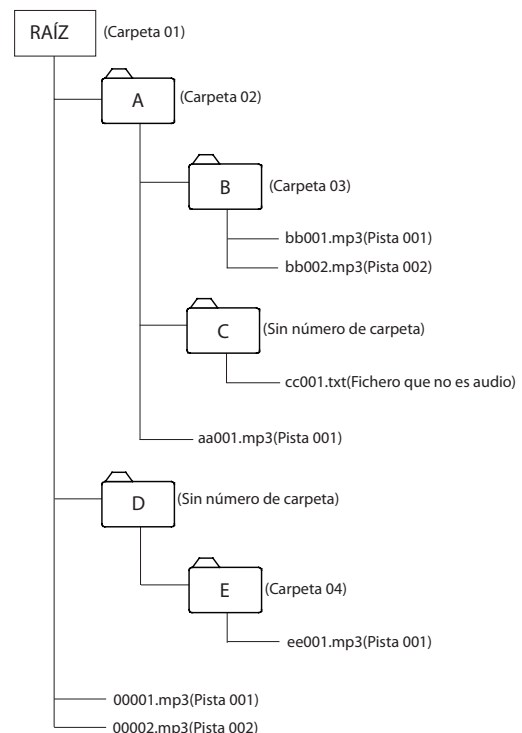 RAÍZ (Carpeta 01)
A (Carpeta 02)
B (Carpeta 03)
bb001.mp3(Pista 001)
bb002.mp3(Pista 002)
C (Sin número de carpeta)
cc001.txt(Fichero que no es audio)
aa001.mp3(Pista 001)
D (Sin número de carpeta)
E (Carpeta 04)
ee001.mp3(Pista 001)
00001.mp3(Pista 001)
00002.mp3(Pista 002)